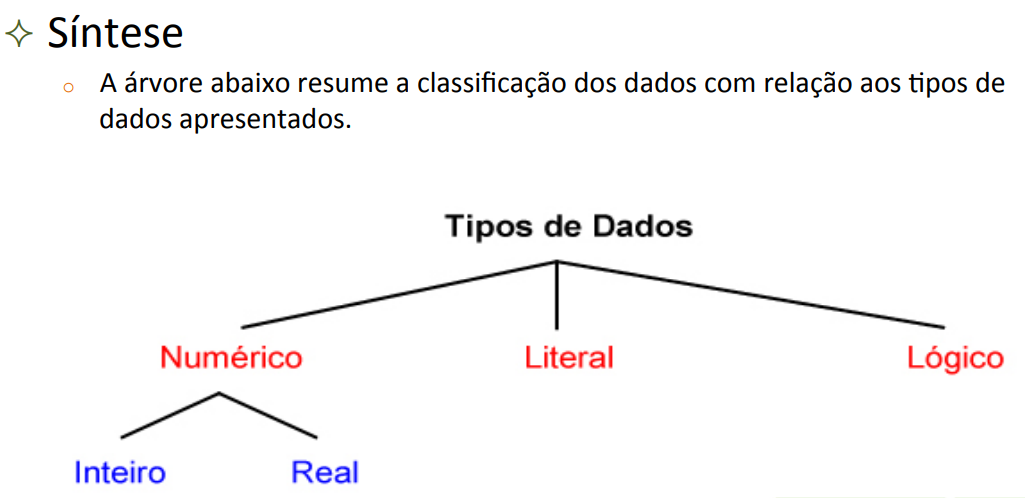 Síntese
A árvore abaixo resume a classificação dos dados com relação aos tipos de
dados apresentados.
Tipos de Dados
Numérico Literal Lógico
Inteiro Real